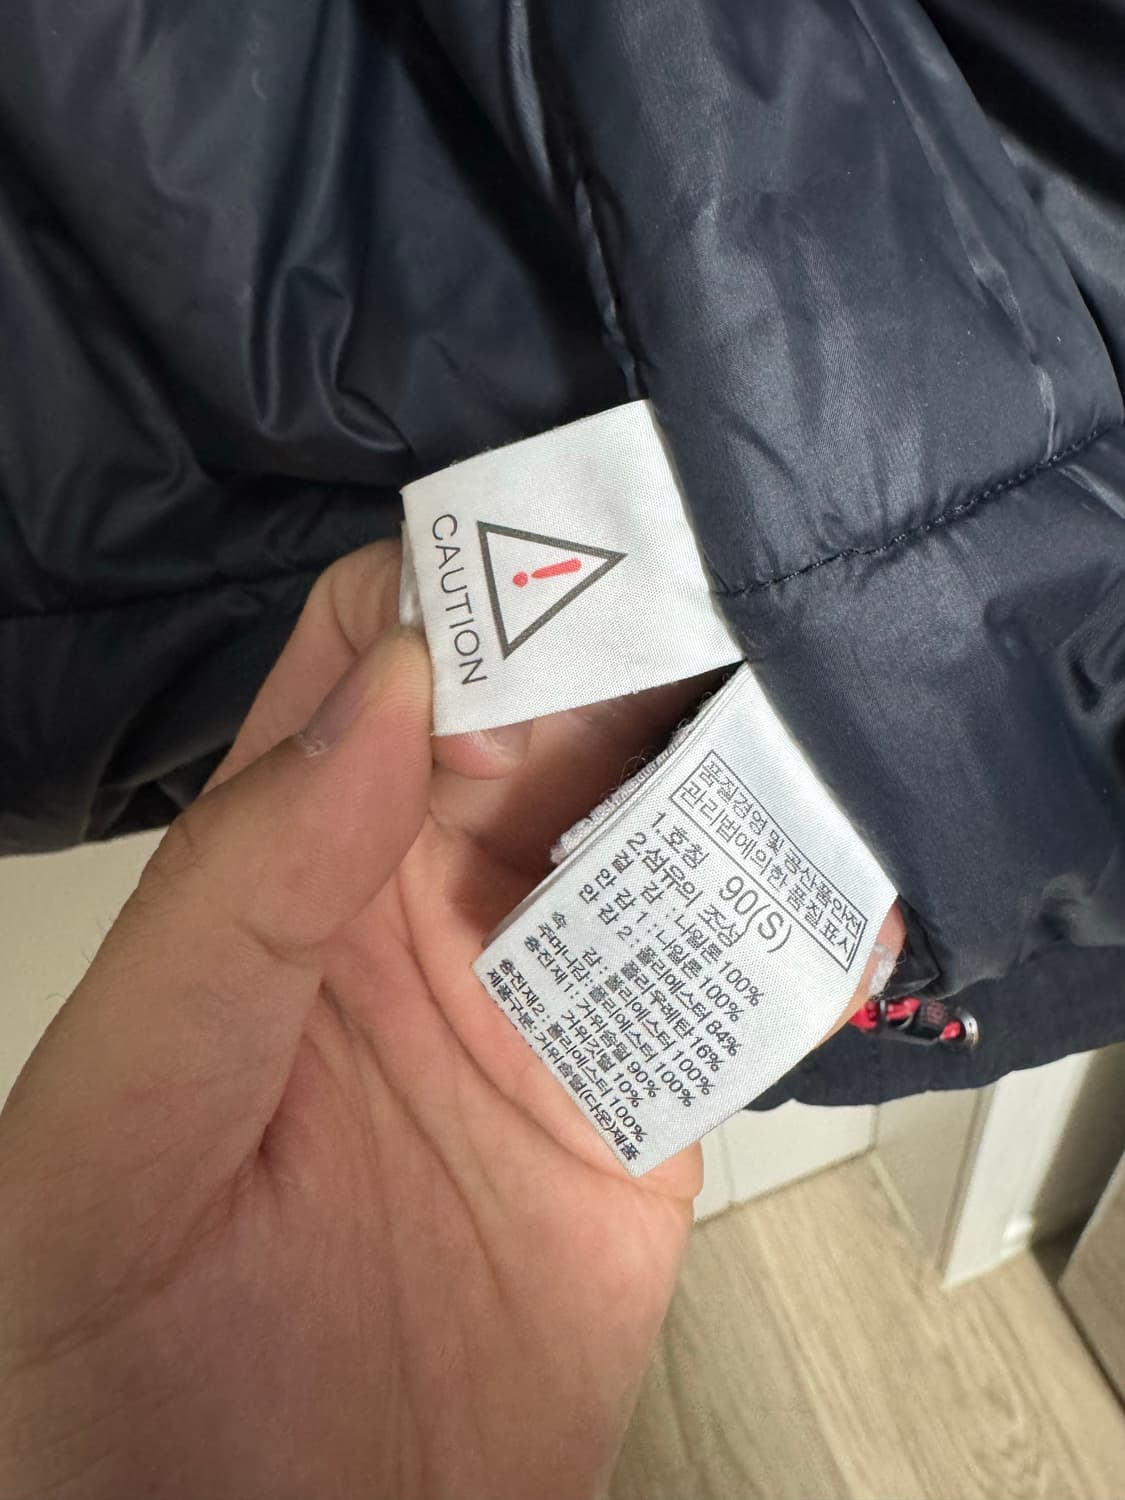 CAUTION
품질경영 및 공산품안전
관리법에의한 품질표시
1.호칭 90(S)
2.섬유의 조성
겉 감 : 나일론 100%
안 감 1 : 나일론 100%
안 감 2 : 폴리에스터 84%
폴리우레탄 16%
속 감 : 폴리에스터 100%
주머니감 : 폴리에스터 100%
충전재1 : 거위솜털 90%
거위깃털 10%
충전재2 : 폴리에스터 100%
제품구분 : 거위솜털(다운)제품